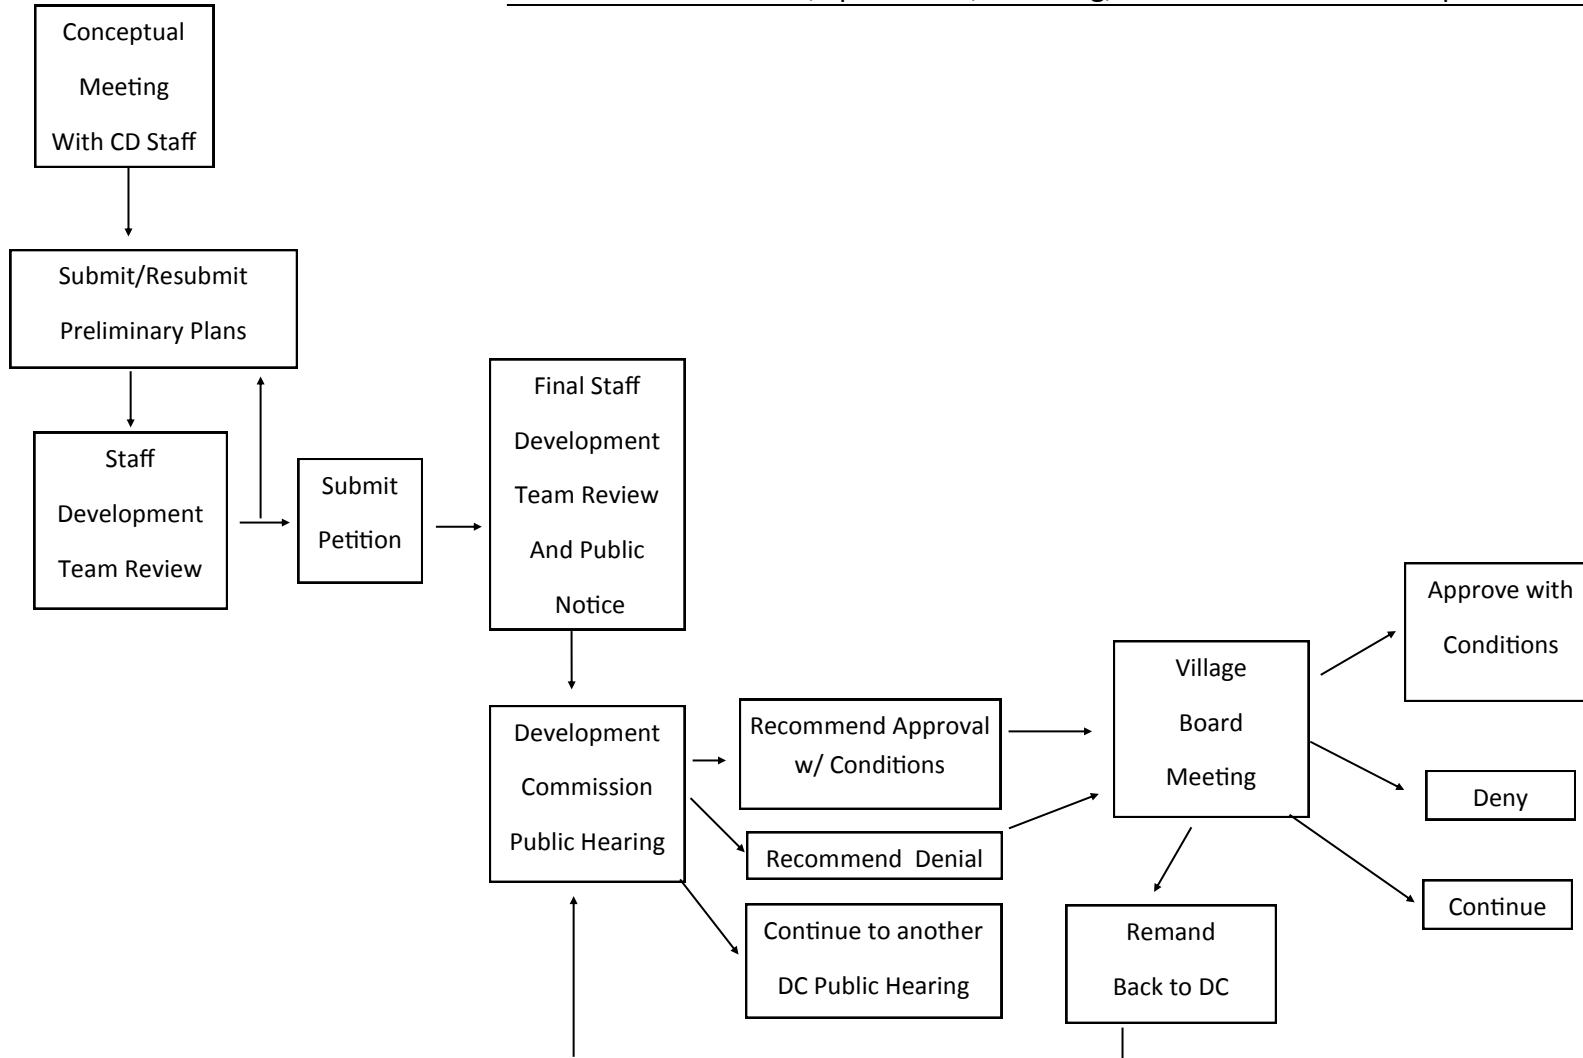 Conceptual
Meeting
With CD Staff
Submit/Resubmit
Preliminary Plans
Staff
Development
Team Review
Submit
Petition
Final Staff
Development
Team Review
And Public
Notice
Development
Commission
Public Hearing
Recommend Approval
w/ Conditions
Recommend Denial
Continue to another
DC Public Hearing
Village
Board
Meeting
Approve with
Conditions
Deny
Continue
Remand
Back to DC